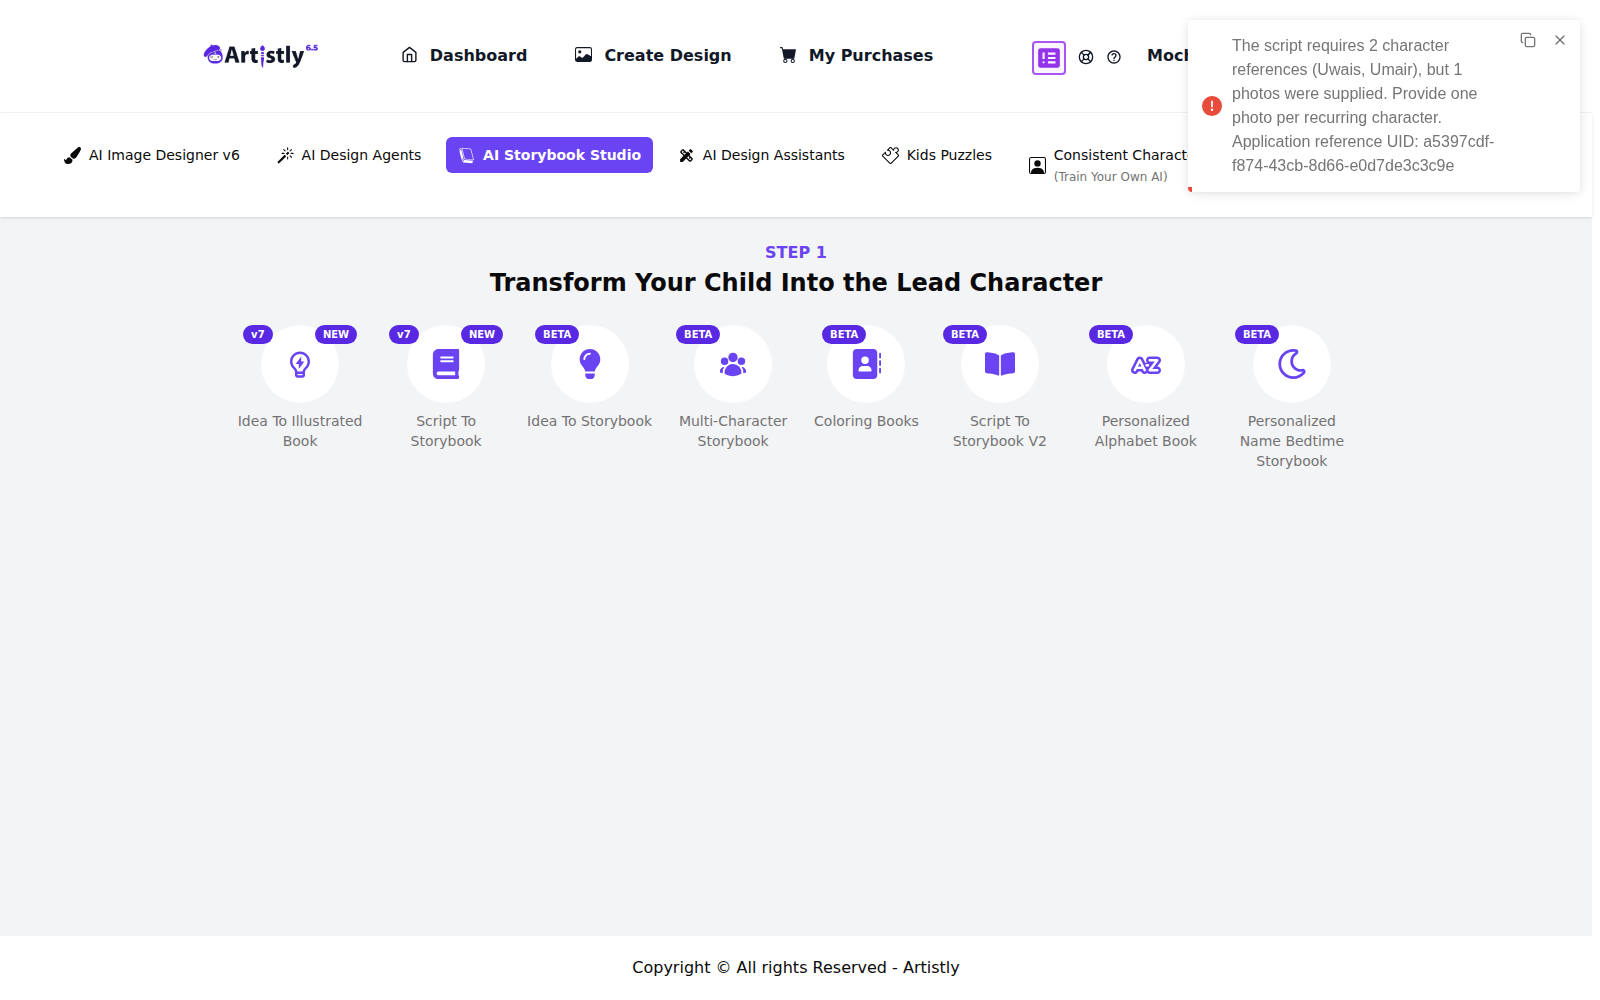 Artistly 6.5
Dashboard
Create Design
My Purchases
The script requires 2 character
references (Uwais, Umair), but 1
photos were supplied. Provide one
photo per recurring character.
Application reference UID: a5397cdf-
f874-43cb-8d66-e0d7de3c3c9e
AI Image Designer v6
AI Design Agents
AI Storybook Studio
AI Design Assistants
Kids Puzzles
(Train Your Own AI)
STEP 1
Transform Your Child Into the Lead Character
v7
NEW
Idea To Illustrated
Book
v7
NEW
Script To
Storybook
BETA
Idea To Storybook
BETA
Multi-Character
Storybook
BETA
Coloring Books
BETA
Script To
Storybook V2
BETA
AZ
Personalized
Alphabet Book
BETA
Personalized
Name Bedtime
Storybook
Copyright © All rights Reserved - Artistly